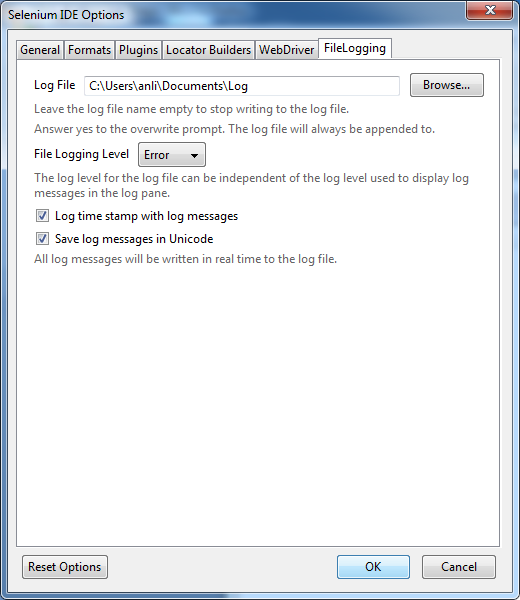 Selenium IDE Options
General Formats Plugins Locator Builders WebDriver FileLogging
Log File C:\Users\anli\Documents\Log Browse...
Leave the log file name empty to stop writing to the log file.
Answer yes to the overwrite prompt. The log file will always be appended to.
File Logging Level Error
The log level for the log file can be independent of the log level used to display log
messages in the log pane.
Log time stamp with log messages
Save log messages in Unicode
All log messages will be written in real time to the log file.
Reset Options OK Cancel